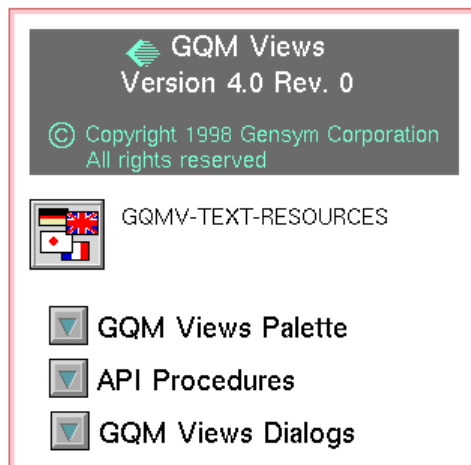 GQM Views
Version 4.0 Rev. 0
© Copyright 1998 Gensym Corporation
All rights reserved
GQMV-TEXT-RESOURCES
GQM Views Palette
API Procedures
GQM Views Dialogs